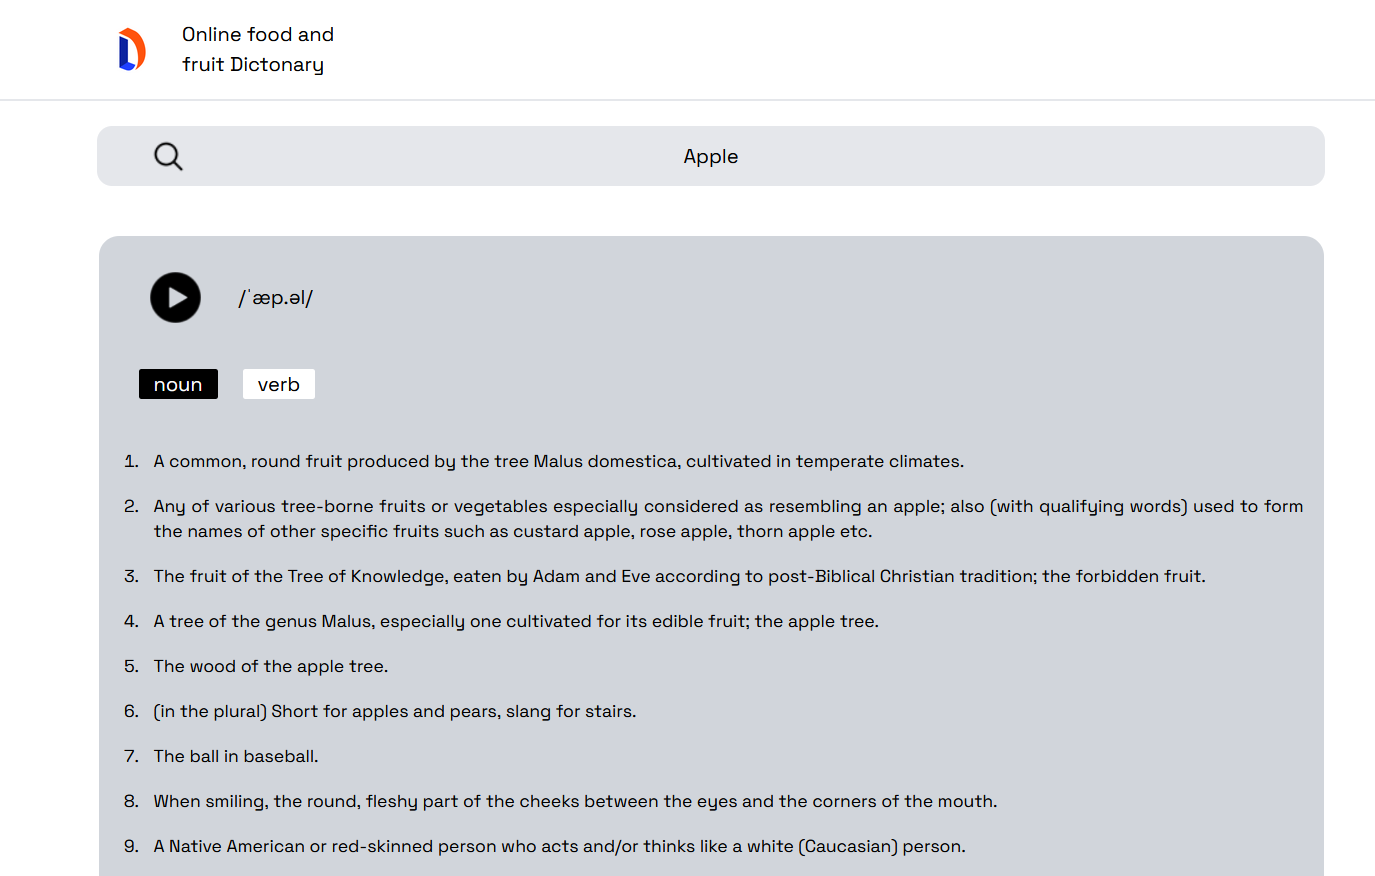 Online food and
fruit Dictonary
Apple
/ˈæp.əl/
noun verb
1. A common, round fruit produced by the tree Malus domestica, cultivated in temperate climates.
2. Any of various tree-borne fruits or vegetables especially considered as resembling an apple; also (with qualifying words) used to form
the names of other specific fruits such as custard apple, rose apple, thorn apple etc.
3. The fruit of the Tree of Knowledge, eaten by Adam and Eve according to post-Biblical Christian tradition; the forbidden fruit.
4. A tree of the genus Malus, especially one cultivated for its edible fruit; the apple tree.
5. The wood of the apple tree.
6. (in the plural) Short for apples and pears, slang for stairs.
7. The ball in baseball.
8. When smiling, the round, fleshy part of the cheeks between the eyes and the corners of the mouth.
9. A Native American or red-skinned person who acts and/or thinks like a white (Caucasian) person.